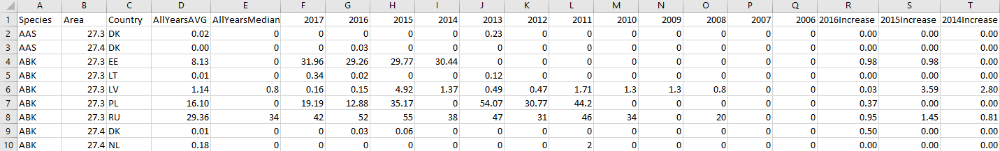 A B C D E F G H I J K L M N O P Q R S T
1 Species Area Country AllYearsAVG AllYearsMedian 2017 2016 2015 2014 2013 2012 2011 2010 2009 2008 2007 2006 2016Increase 2015Increase 2014Increase
2 AAS 27.3 DK 0.02 0 0 0 0 0 0.23 0 0 0 0 0 0 0 0.00 0.00 0.00
3 AAS 27.4 DK 0.00 0 0 0.03 0 0 0 0 0 0 0 0 0 0 0.00 0.00 0.00
4 ABK 27.3 EE 8.13 0 31.96 29.26 29.77 30.44 0 0 0 0 0 0 0 0 0.98 0.98 0.00
5 ABK 27.3 LT 0.01 0 0.34 0.02 0 0 0.12 0 0 0 0 0 0 0 0.00 0.00 0.00
6 ABK 27.3 LV 1.14 0.8 0.16 0.15 4.92 1.37 0.49 0.47 1.71 1.3 1.3 0.8 0 0 0.03 3.59 2.80
7 ABK 27.3 PL 16.10 0 19.19 12.88 35.17 0 54.07 30.77 44.2 0 0 0 0 0 0.37 0.00 0.00
8 ABK 27.3 RU 29.36 34 42 52 55 38 47 31 46 34 0 20 0 0 0.95 1.45 0.81
9 ABK 27.4 DK 0.01 0 0 0.03 0.06 0 0 0 0 0 0 0 0 0 0.50 0.00 0.00
10 ABK 27.4 NL 0.18 0 0 0 0 0 0 0 2 0 0 0 0 0 0.00 0.00 0.00